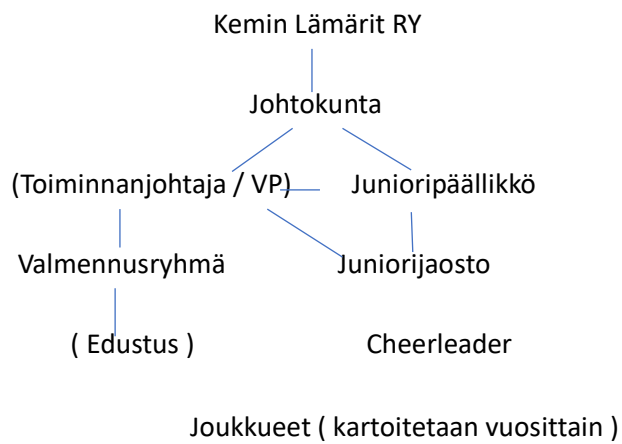 Kemin Lämärit RY
Johtokunta
(Toiminnanjohtaja / VP) Junioripäällikkö
Valmennusryhmä Juniorijaosto
( Edustus ) Cheerleader
Joukkueet ( kartoitetaan vuosittain )